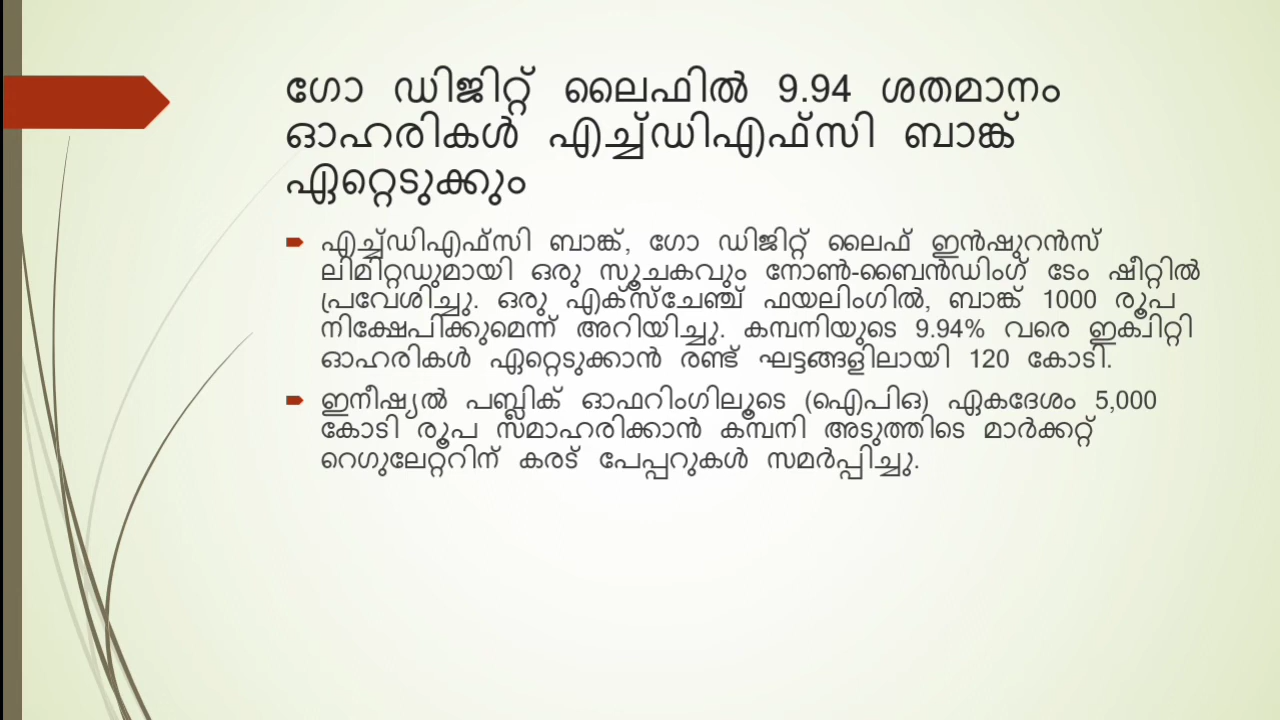 ഗോ ഡിജിറ്റ് ലൈഫിൽ 9.94 ശതമാനം
ഓഹരികൾ എച്ച്ഡിഎഫ്സി ബാങ്ക്
ഏറ്റെടുക്കും
എച്ച്ഡിഎഫ്സി ബാങ്ക്, ഗോ ഡിജിറ്റ് ലൈഫ് ഇൻഷുറൻസ്
ലിമിറ്റഡുമായി ഒരു സൂചകവും നോൺ-ബൈൻഡിംഗ് ടേം ഷീറ്റിൽ
പ്രവേശിച്ചു. ഒരു എക്സ്ചേഞ്ച് ഫയലിംഗിൽ, ബാങ്ക് 1000 രൂപ
നിക്ഷേപിക്കുമെന്ന് അറിയിച്ചു. കമ്പനിയുടെ 9.94% വരെ ഇക്വിറ്റി
ഓഹരികൾ ഏറ്റെടുക്കാൻ രണ്ട് ഘട്ടങ്ങളിലായി 120 കോടി.
ഇനീഷ്യൽ പബ്ലിക് ഓഫറിംഗിലൂടെ (ഐപിഒ) ഏകദേശം 5,000
കോടി രൂപ സമാഹരിക്കാൻ കമ്പനി അടുത്തിടെ മാർക്കറ്റ്
റെഗുലേറ്ററിന് കരട് പേപ്പറുകൾ സമർപ്പിച്ചു.